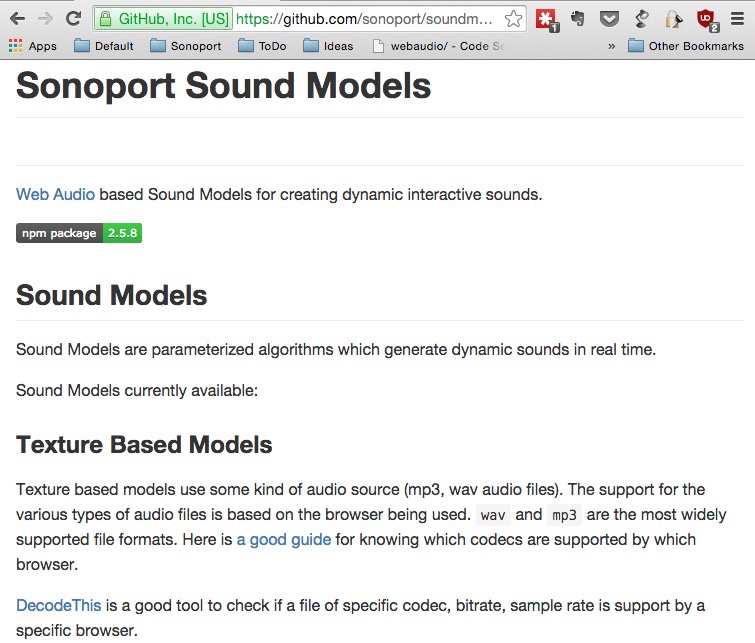 GitHub, Inc. [US] https://github.com/sonoport/soundm...
1
2
Apps Default Sonoport ToDo Ideas webaudio/ - Code » Other Bookmarks
Sonoport Sound Models
Web Audio based Sound Models for creating dynamic interactive sounds.
npm package 2.5.8
Sound Models
Sound Models are parameterized algorithms which generate dynamic sounds in real time.
Sound Models currently available:
Texture Based Models
Texture based models use some kind of audio source (mp3, wav audio files). The support for the
various types of audio files is based on the browser being used. wav and mp3 are the most widely
supported file formats. Here is a good guide for knowing which codecs are supported by which
browser.
DecodeThis is a good tool to check if a file of specific codec, bitrate, sample rate is support by a
specific browser.